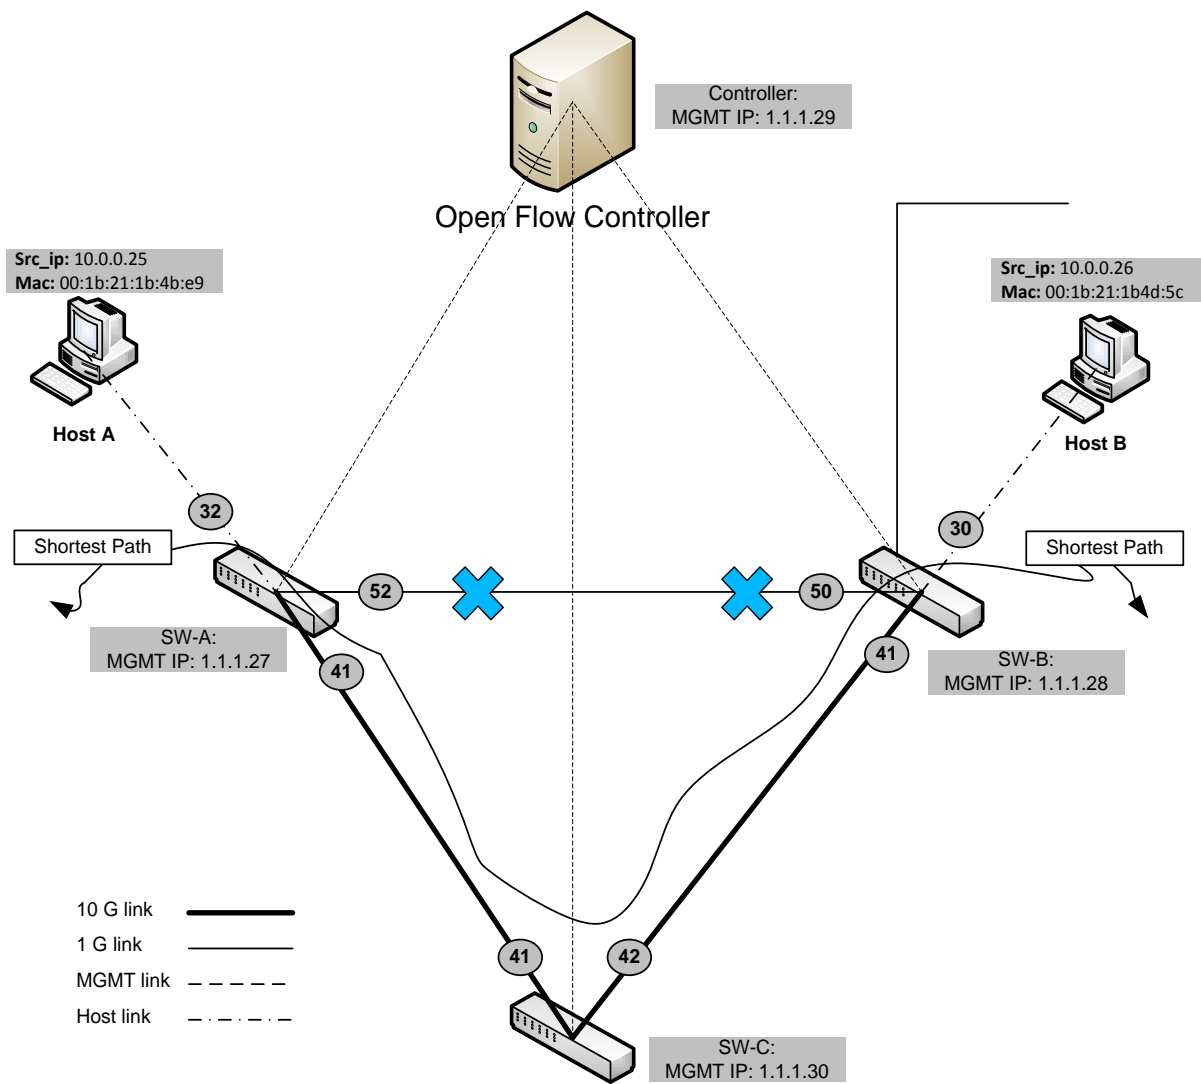 Controller:
MGMT IP: 1.1.1.29
Open Flow Controller
Src_ip: 10.0.0.25
Mac: 00:1b:21:1b:4b:e9
Src_ip: 10.0.0.26
Mac: 00:1b:21:1b4d:5c
Host A
Host B
32
30
Shortest Path
Shortest Path
52
50
SW-A:
MGMT IP: 1.1.1.27
41
41
SW-B:
MGMT IP: 1.1.1.28
10 G link
1 G link
MGMT link
Host link
41
42
SW-C:
MGMT IP: 1.1.1.30